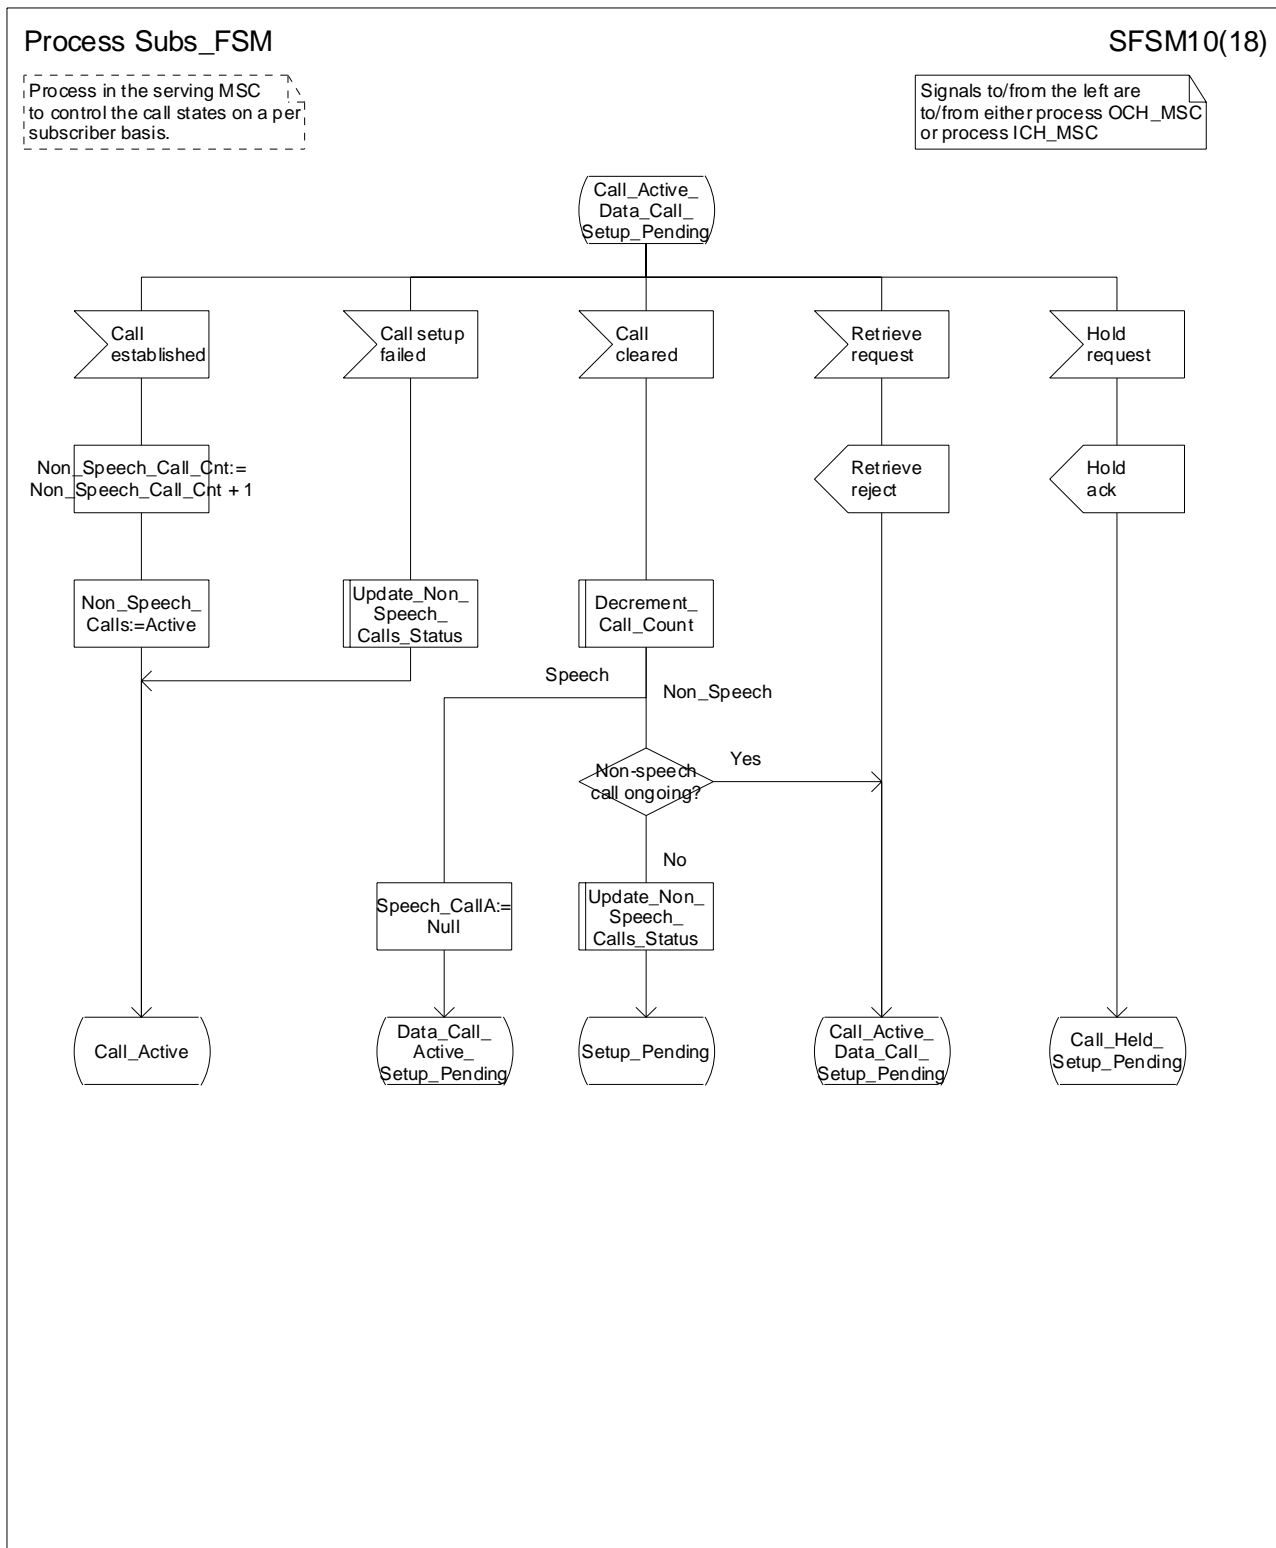 Process Subs_FSM
SFSM10(18)
Process in the serving MSC
to control the call states on a per
subscriber basis.
Signals to/from the left are
to/from either process OCH_MSC
or process ICH_MSC
Call_Active_
Data_Call_
Setup_Pending
Call
established
Call setup
failed
Call
cleared
Retrieve
request
Hold
request
Non_Speech_Call_Cnt:=
Non_Speech_Call_Cnt + 1
Retrieve
reject
Hold
ack
Non_Speech_
Calls:=Active
Update_Non_
Speech_
Calls_Status
Decrement_
Call_Count
Speech
Non_Speech
Non-speech
call ongoing?
Yes
No
Speech_CallA:=
Null
Update_Non_
Speech_
Calls_Status
Call_Active
Data_Call_
Active_
Setup_Pending
Setup_Pending
Call_Active_
Data_Call_
Setup_Pending
Call_Held_
Setup_Pending